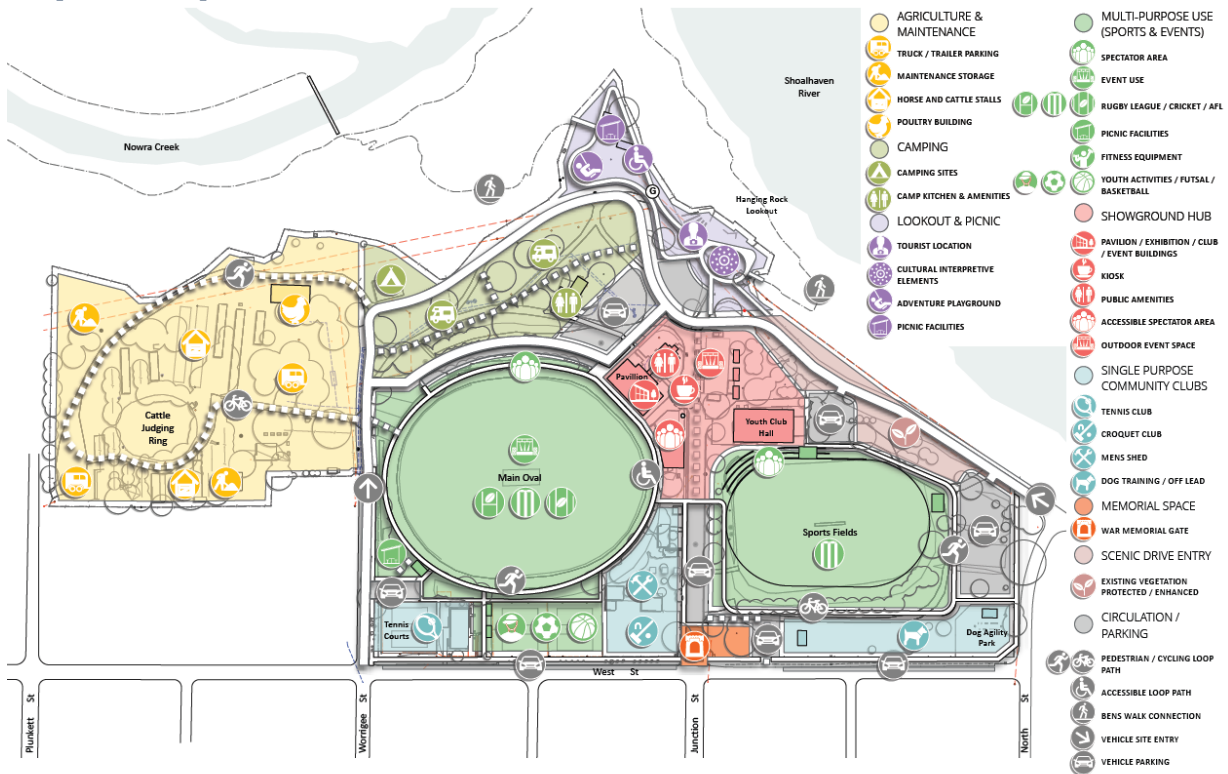 Nowra Creek
Shoalhaven
River
G
Hanging Rock
Lookout
Pavillion
Cattle
Judging
Ring
Youth Club
Hall
Main Oval
Sports Fields
Tennis
Courts
Dog Agility
Park
West St
Plunkett St
Worrigee St
Junction St
North St
AGRICULTURE &
MAINTENANCE
TRUCK / TRAILER PARKING
MAINTENANCE STORAGE
HORSE AND CATTLE STALLS
POULTRY BUILDING
CAMPING
CAMPING SITES
CAMP KITCHEN & AMENITIES
LOOKOUT & PICNIC
TOURIST LOCATION
CULTURAL INTERPRETIVE
ELEMENTS
ADVENTURE PLAYGROUND
PICNIC FACILITIES
MULTI-PURPOSE USE
(SPORTS & EVENTS)
SPECTATOR AREA
EVENT USE
RUGBY LEAGUE / CRICKET / AFL
PICNIC FACILITIES
FITNESS EQUIPMENT
YOUTH ACTIVITIES / FUTSAL /
BASKETBALL
SHOWGROUND HUB
PAVILION / EXHIBITION / CLUB
/ EVENT BUILDINGS
KIOSK
PUBLIC AMENITIES
ACCESSIBLE SPECTATOR AREA
OUTDOOR EVENT SPACE
SINGLE PURPOSE
COMMUNITY CLUBS
TENNIS CLUB
CROQUET CLUB
MENS SHED
DOG TRAINING / OFF LEAD
MEMORIAL SPACE
WAR MEMORIAL GATE
SCENIC DRIVE ENTRY
EXISTING VEGETATION
PROTECTED / ENHANCED
CIRCULATION /
PARKING
PEDESTRIAN / CYCLING LOOP
PATH
ACCESSIBLE LOOP PATH
BENS WALK CONNECTION
VEHICLE SITE ENTRY
VEHICLE PARKING